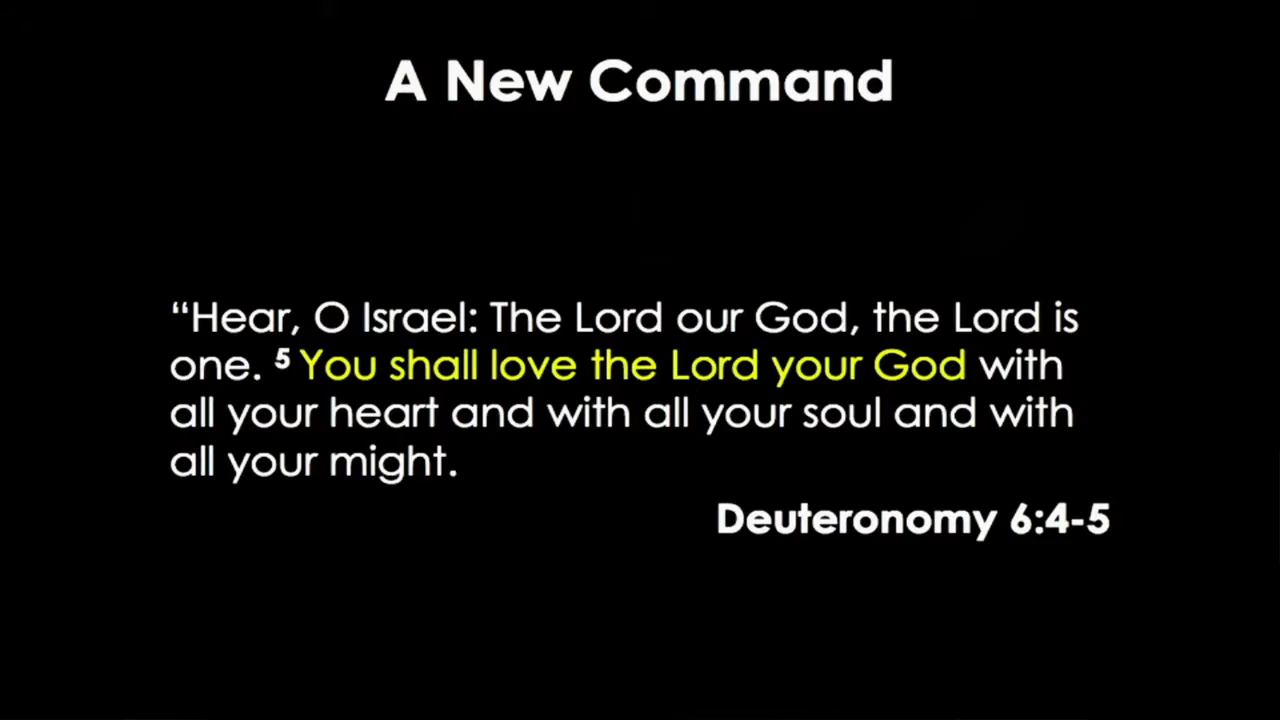 A New Command
“Hear, O Israel: The Lord our God, the Lord is
one. ⁵ You shall love the Lord your God with
all your heart and with all your soul and with
all your might.
Deuteronomy 6:4-5